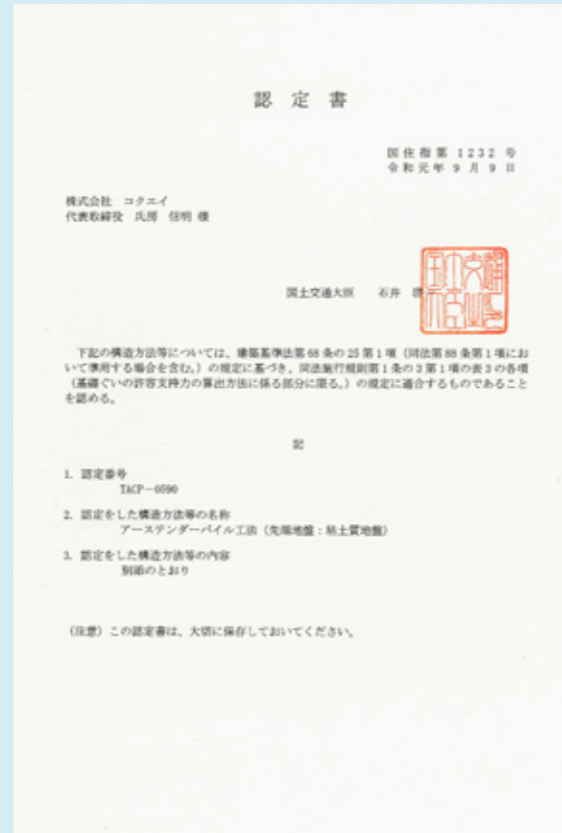 認定書
国住指第1232号
令和元年9月9日
株式会社 コクエイ
代表取締役 氏房 信明 様
国土交通大臣 石井
下記の構造方法等については、建築基準法第68条の25第1項（同法第88条第1項にお
いて準用する場合を含む。）の規定に基づき、同法施行規則第1条の3第1項の表3の各項
（基礎ぐいの許容支持力の算出方法に係る部分に限る。）の規定に適合するものであること
を認める。
記
1. 認定番号
TACP－0590
2. 認定をした構造方法等の名称
アーステンダーパイル工法（先端地盤：粘土質地盤）
3. 認定をした構造方法等の内容
別添のとおり
（注意）この認定書は、大切に保存しておいてください。